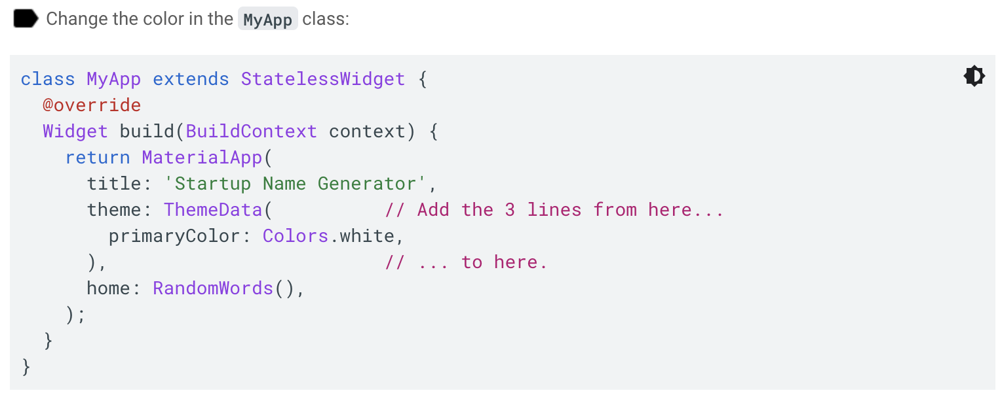 Change the color in the MyApp class:
class MyApp extends StatelessWidget {
  @override
  Widget build(BuildContext context) {
    return MaterialApp(
      title: 'Startup Name Generator',
      theme: ThemeData(          // Add the 3 lines from here...
        primaryColor: Colors.white,
      ),                         // ... to here.
      home: RandomWords(),
    );
  }
}